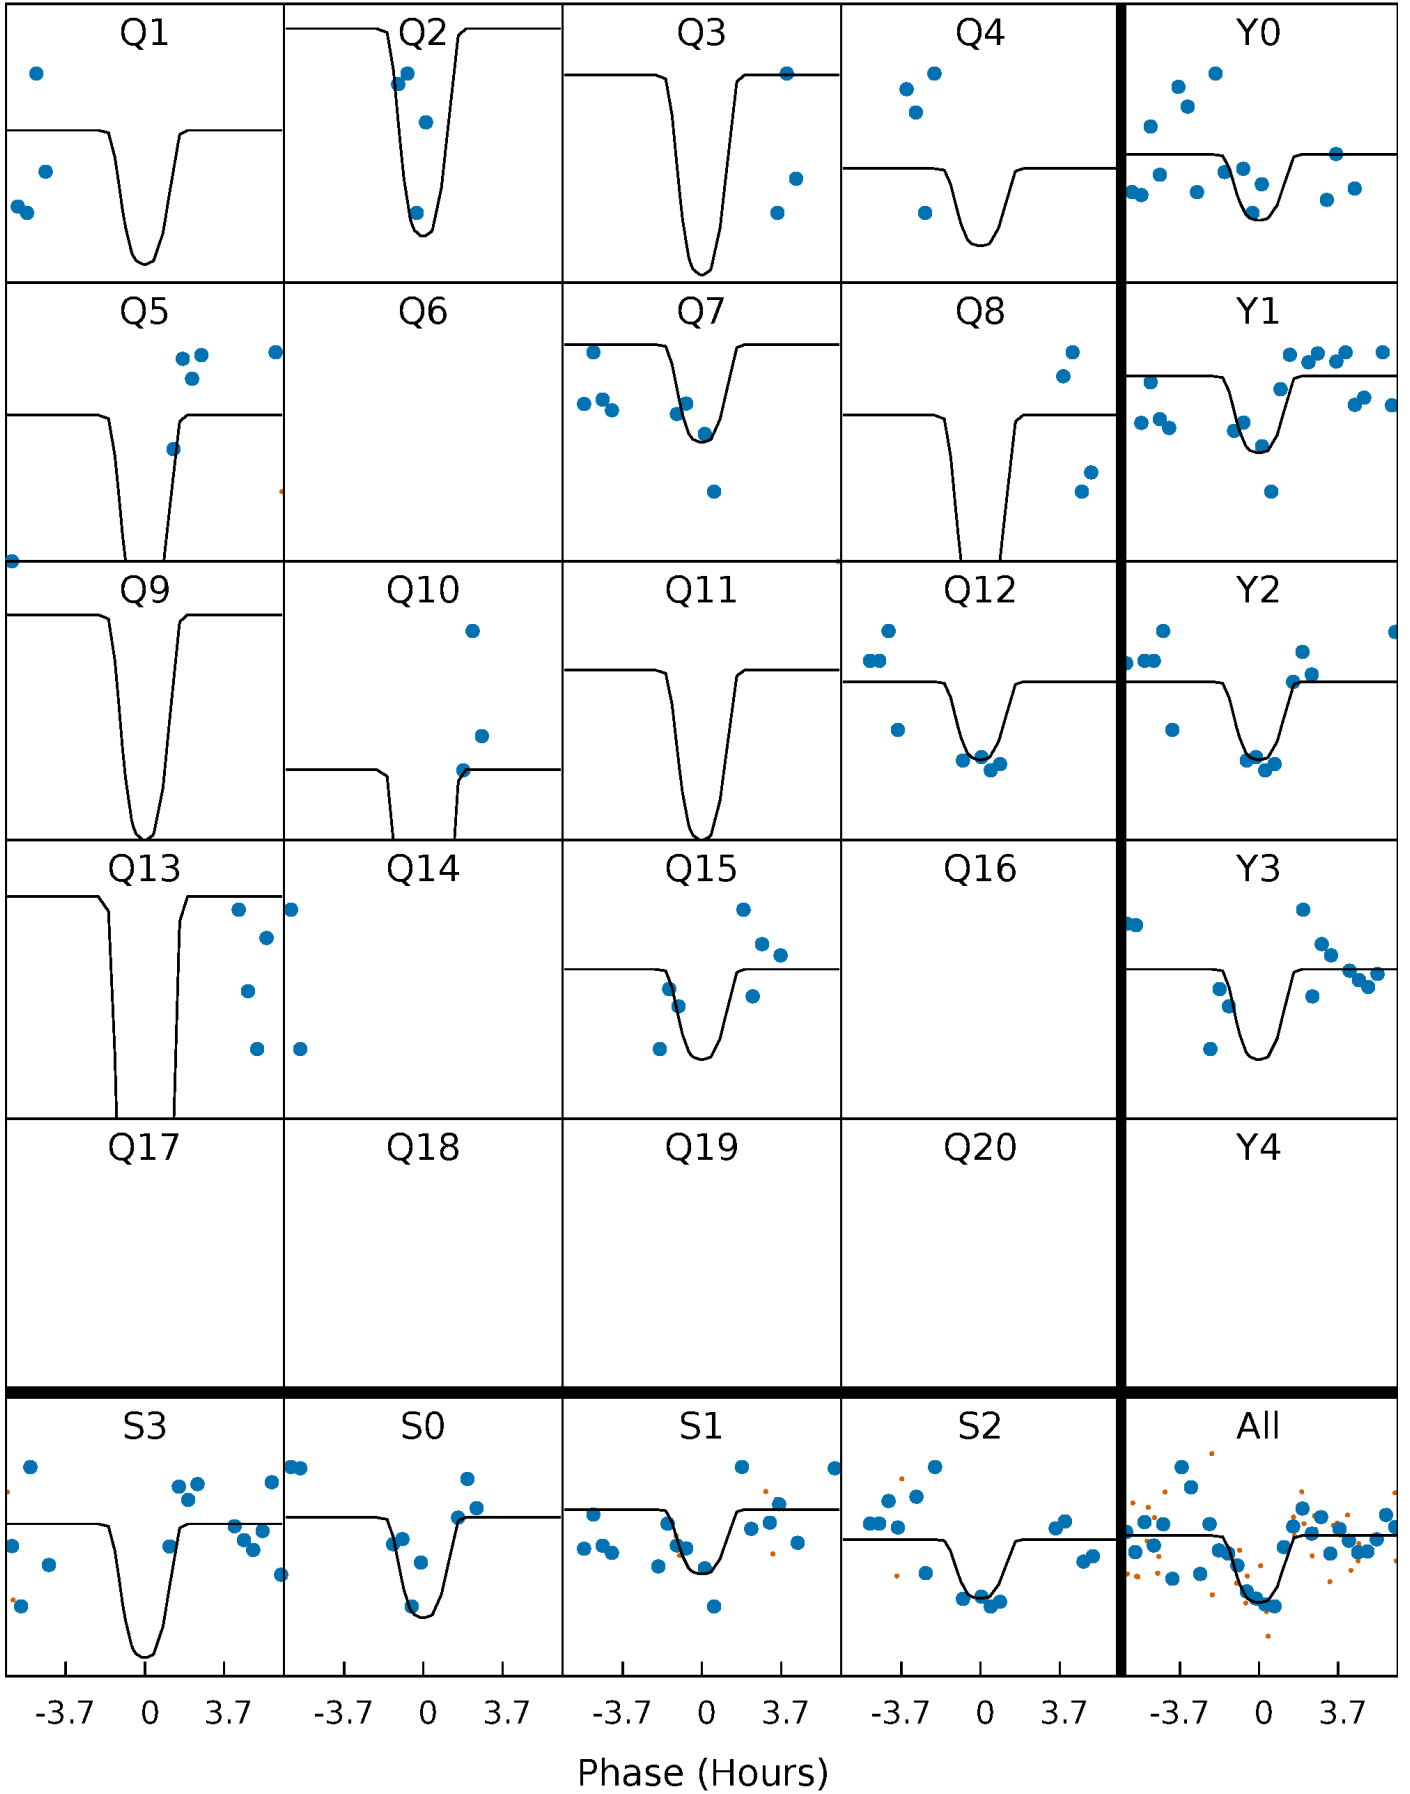 Q1 Q2 Q3 Q4 Y0
Q5 Q6 Q7 Q8 Y1
Q9 Q10 Q11 Q12 Y2
Q13 Q14 Q15 Q16 Y3
Q17 Q18 Q19 Q20 Y4
S3 S0 S1 S2 All
-3.7 0 3.7 -3.7 0 3.7 -3.7 0 3.7 -3.7 0 3.7 -3.7 0 3.7
Phase (Hours)